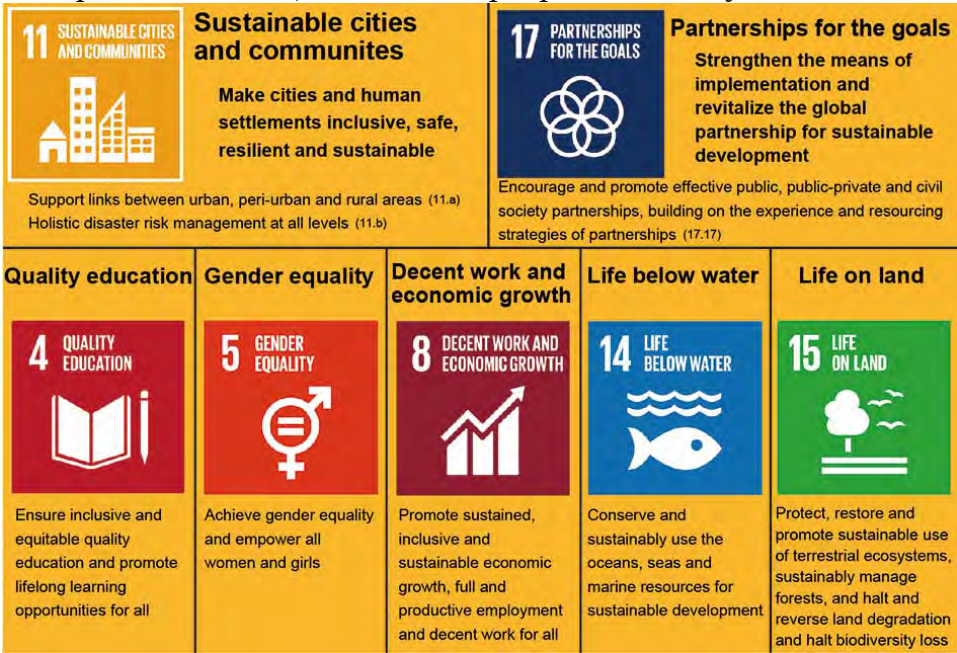 11 SUSTAINABLE CITIES
AND COMMUNITIES
Sustainable cities
and communites
Make cities and human
settlements inclusive, safe,
resilient and sustainable
Support links between urban, peri-urban and rural areas (11.a)
Holistic disaster risk management at all levels (11.b)
17 PARTNERSHIPS
FOR THE GOALS
Partnerships for the goals
Strengthen the means of
implementation and
revitalize the global
partnership for sustainable
development
Encourage and promote effective public, public-private and civil
society partnerships, building on the experience and resourcing
strategies of partnerships (17.17)
Quality education
4 QUALITY
EDUCATION
Ensure inclusive and
equitable quality
education and promote
lifelong learning
opportunities for all
Gender equality
5 GENDER
EQUALITY
Achieve gender equality
and empower all
women and girls
Decent work and
economic growth
8 DECENT WORK AND
ECONOMIC GROWTH
Promote sustained,
inclusive and
sustainable economic
growth, full and
productive employment
and decent work for all
Life below water
14 LIFE
BELOW WATER
Conserve and
sustainably use the
oceans, seas and
marine resources for
sustainable development
Life on land
15 LIFE
ON LAND
Protect, restore and
promote sustainable use
of terrestrial ecosystems,
sustainably manage
forests, and halt and
reverse land degradation
and halt biodiversity loss